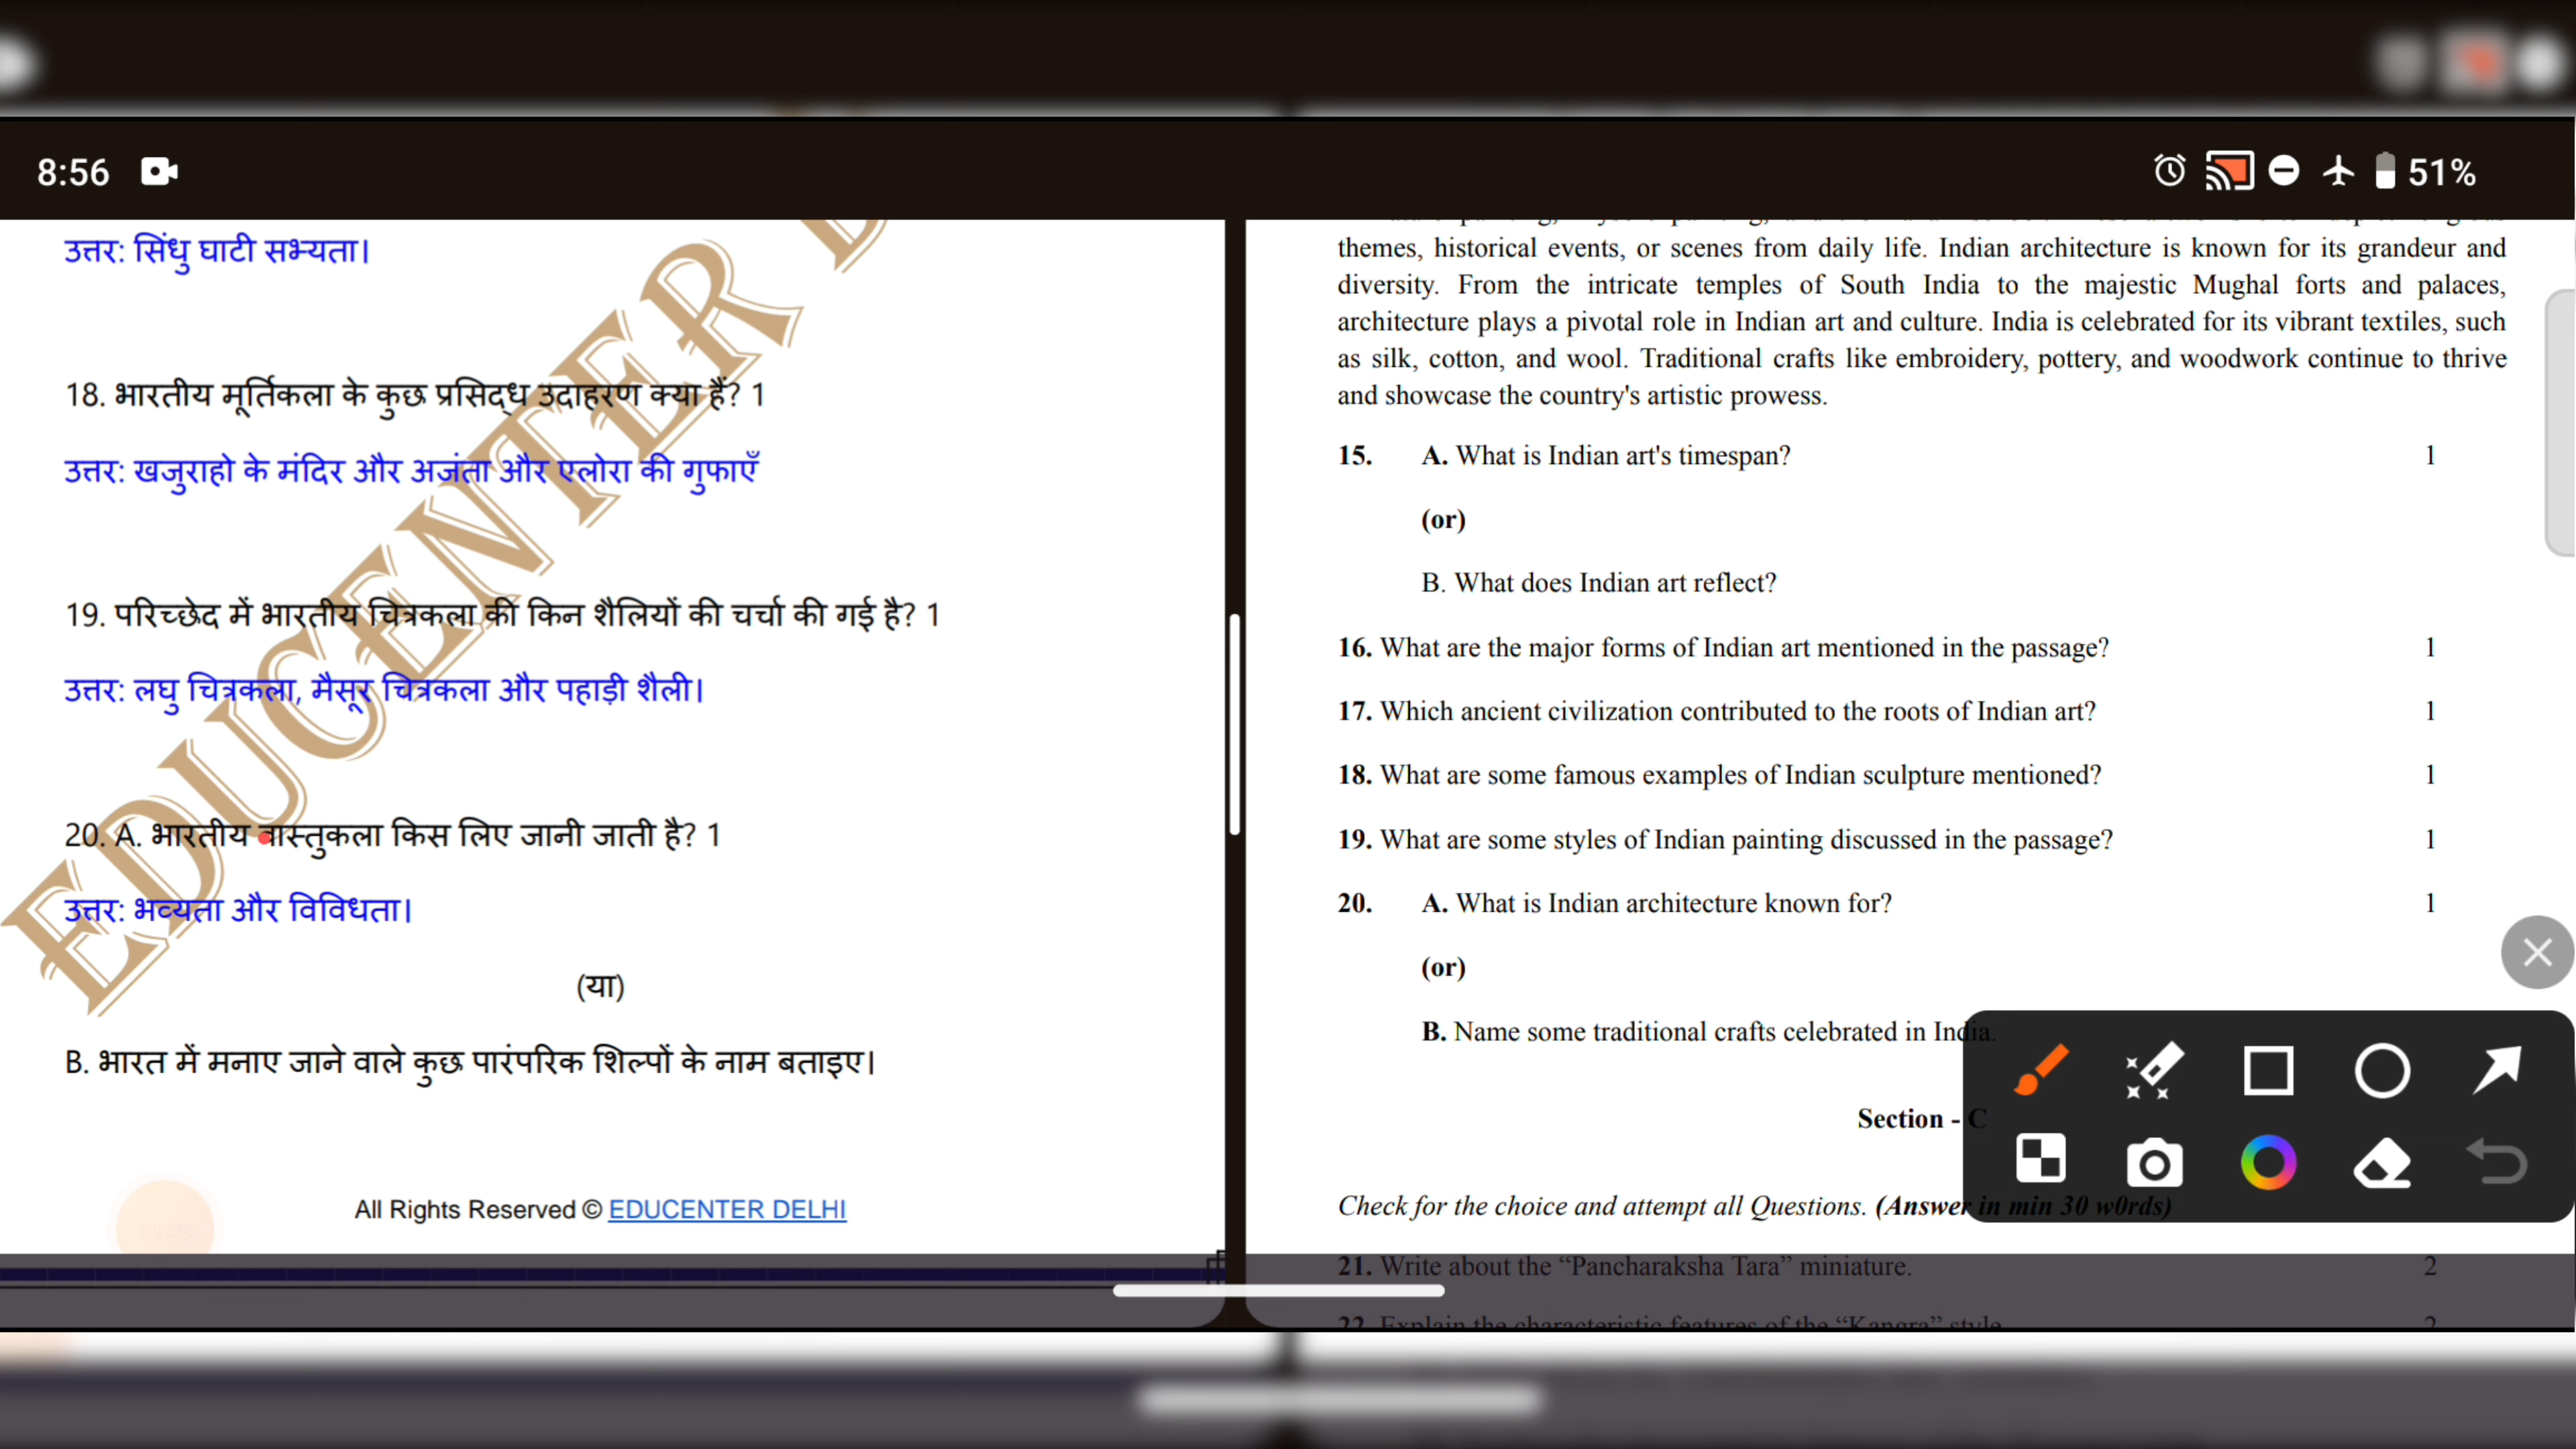 8:56
51%
उत्तर: सिंधु घाटी सभ्यता।
18. भारतीय मूर्तिकला के कुछ प्रसिद्ध उदाहरण क्या हैं? 1
उत्तर: खजुराहो के मंदिर और अजंता और एलोरा की गुफाएँ
19. परिच्छेद में भारतीय चित्रकला की किन शैलियों की चर्चा की गई है? 1
उत्तर: लघु चित्रकला, मैसूर चित्रकला और पहाड़ी शैली।
20. A. भारतीय वास्तुकला किस लिए जानी जाती है? 1
उत्तर: भव्यता और विविधता।
(या)
B. भारत में मनाए जाने वाले कुछ पारंपरिक शिल्पों के नाम बताइए।
All Rights Reserved © EDUCENTER DELHI
EDUCENTER
themes, historical events, or scenes from daily life. Indian architecture is known for its grandeur and
diversity. From the intricate temples of South India to the majestic Mughal forts and palaces,
architecture plays a pivotal role in Indian art and culture. India is celebrated for its vibrant textiles, such
as silk, cotton, and wool. Traditional crafts like embroidery, pottery, and woodwork continue to thrive
and showcase the country's artistic prowess.
15. A. What is Indian art's timespan? 1
(or)
B. What does Indian art reflect?
16. What are the major forms of Indian art mentioned in the passage? 1
17. Which ancient civilization contributed to the roots of Indian art? 1
18. What are some famous examples of Indian sculpture mentioned? 1
19. What are some styles of Indian painting discussed in the passage? 1
20. A. What is Indian architecture known for? 1
(or)
B. Name some traditional crafts celebrated in India.
Section - C
Check for the choice and attempt all Questions. (Answer in min 30 w0rds)
21. Write about the “Pancharaksha Tara” miniature. 2
22. Explain the characteristic features of the “Kangra” style 2